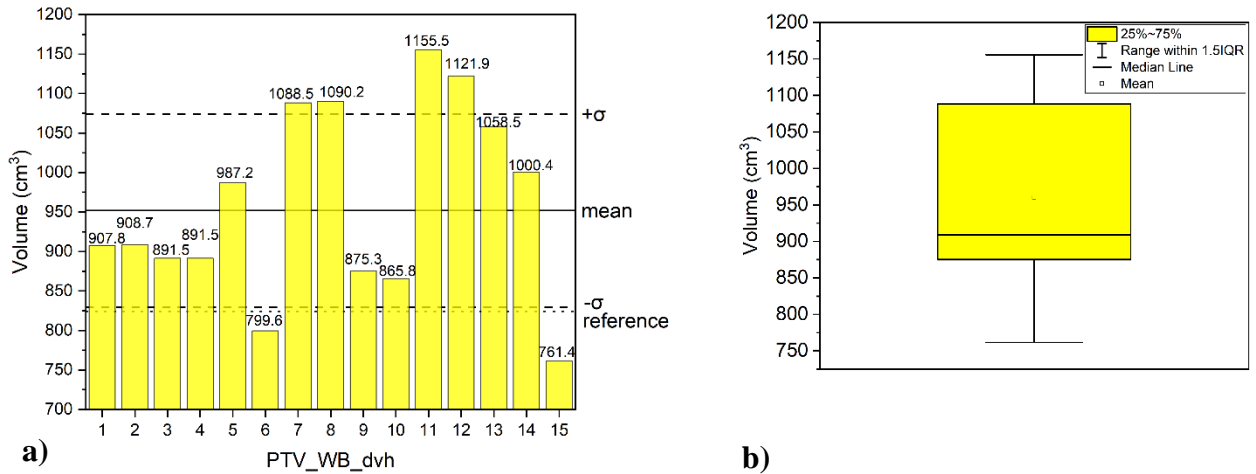 1200
1150
1100
1050
1000
950
900
850
800
750
700
Volume (cm³)
907.8
908.7
891.5
891.5
987.2
799.6
1088.5
1090.2
875.3
865.8
1155.5
1121.9
1058.5
1000.4
761.4
+σ
mean
-σ
reference
1 2 3 4 5 6 7 8 9 10 11 12 13 14 15
PTV_WB_dvh
a)
1200
1150
1100
1050
1000
950
900
850
800
750
Volume (cm³)
25%~75%
Range within 1.5IQR
Median Line
Mean
b)